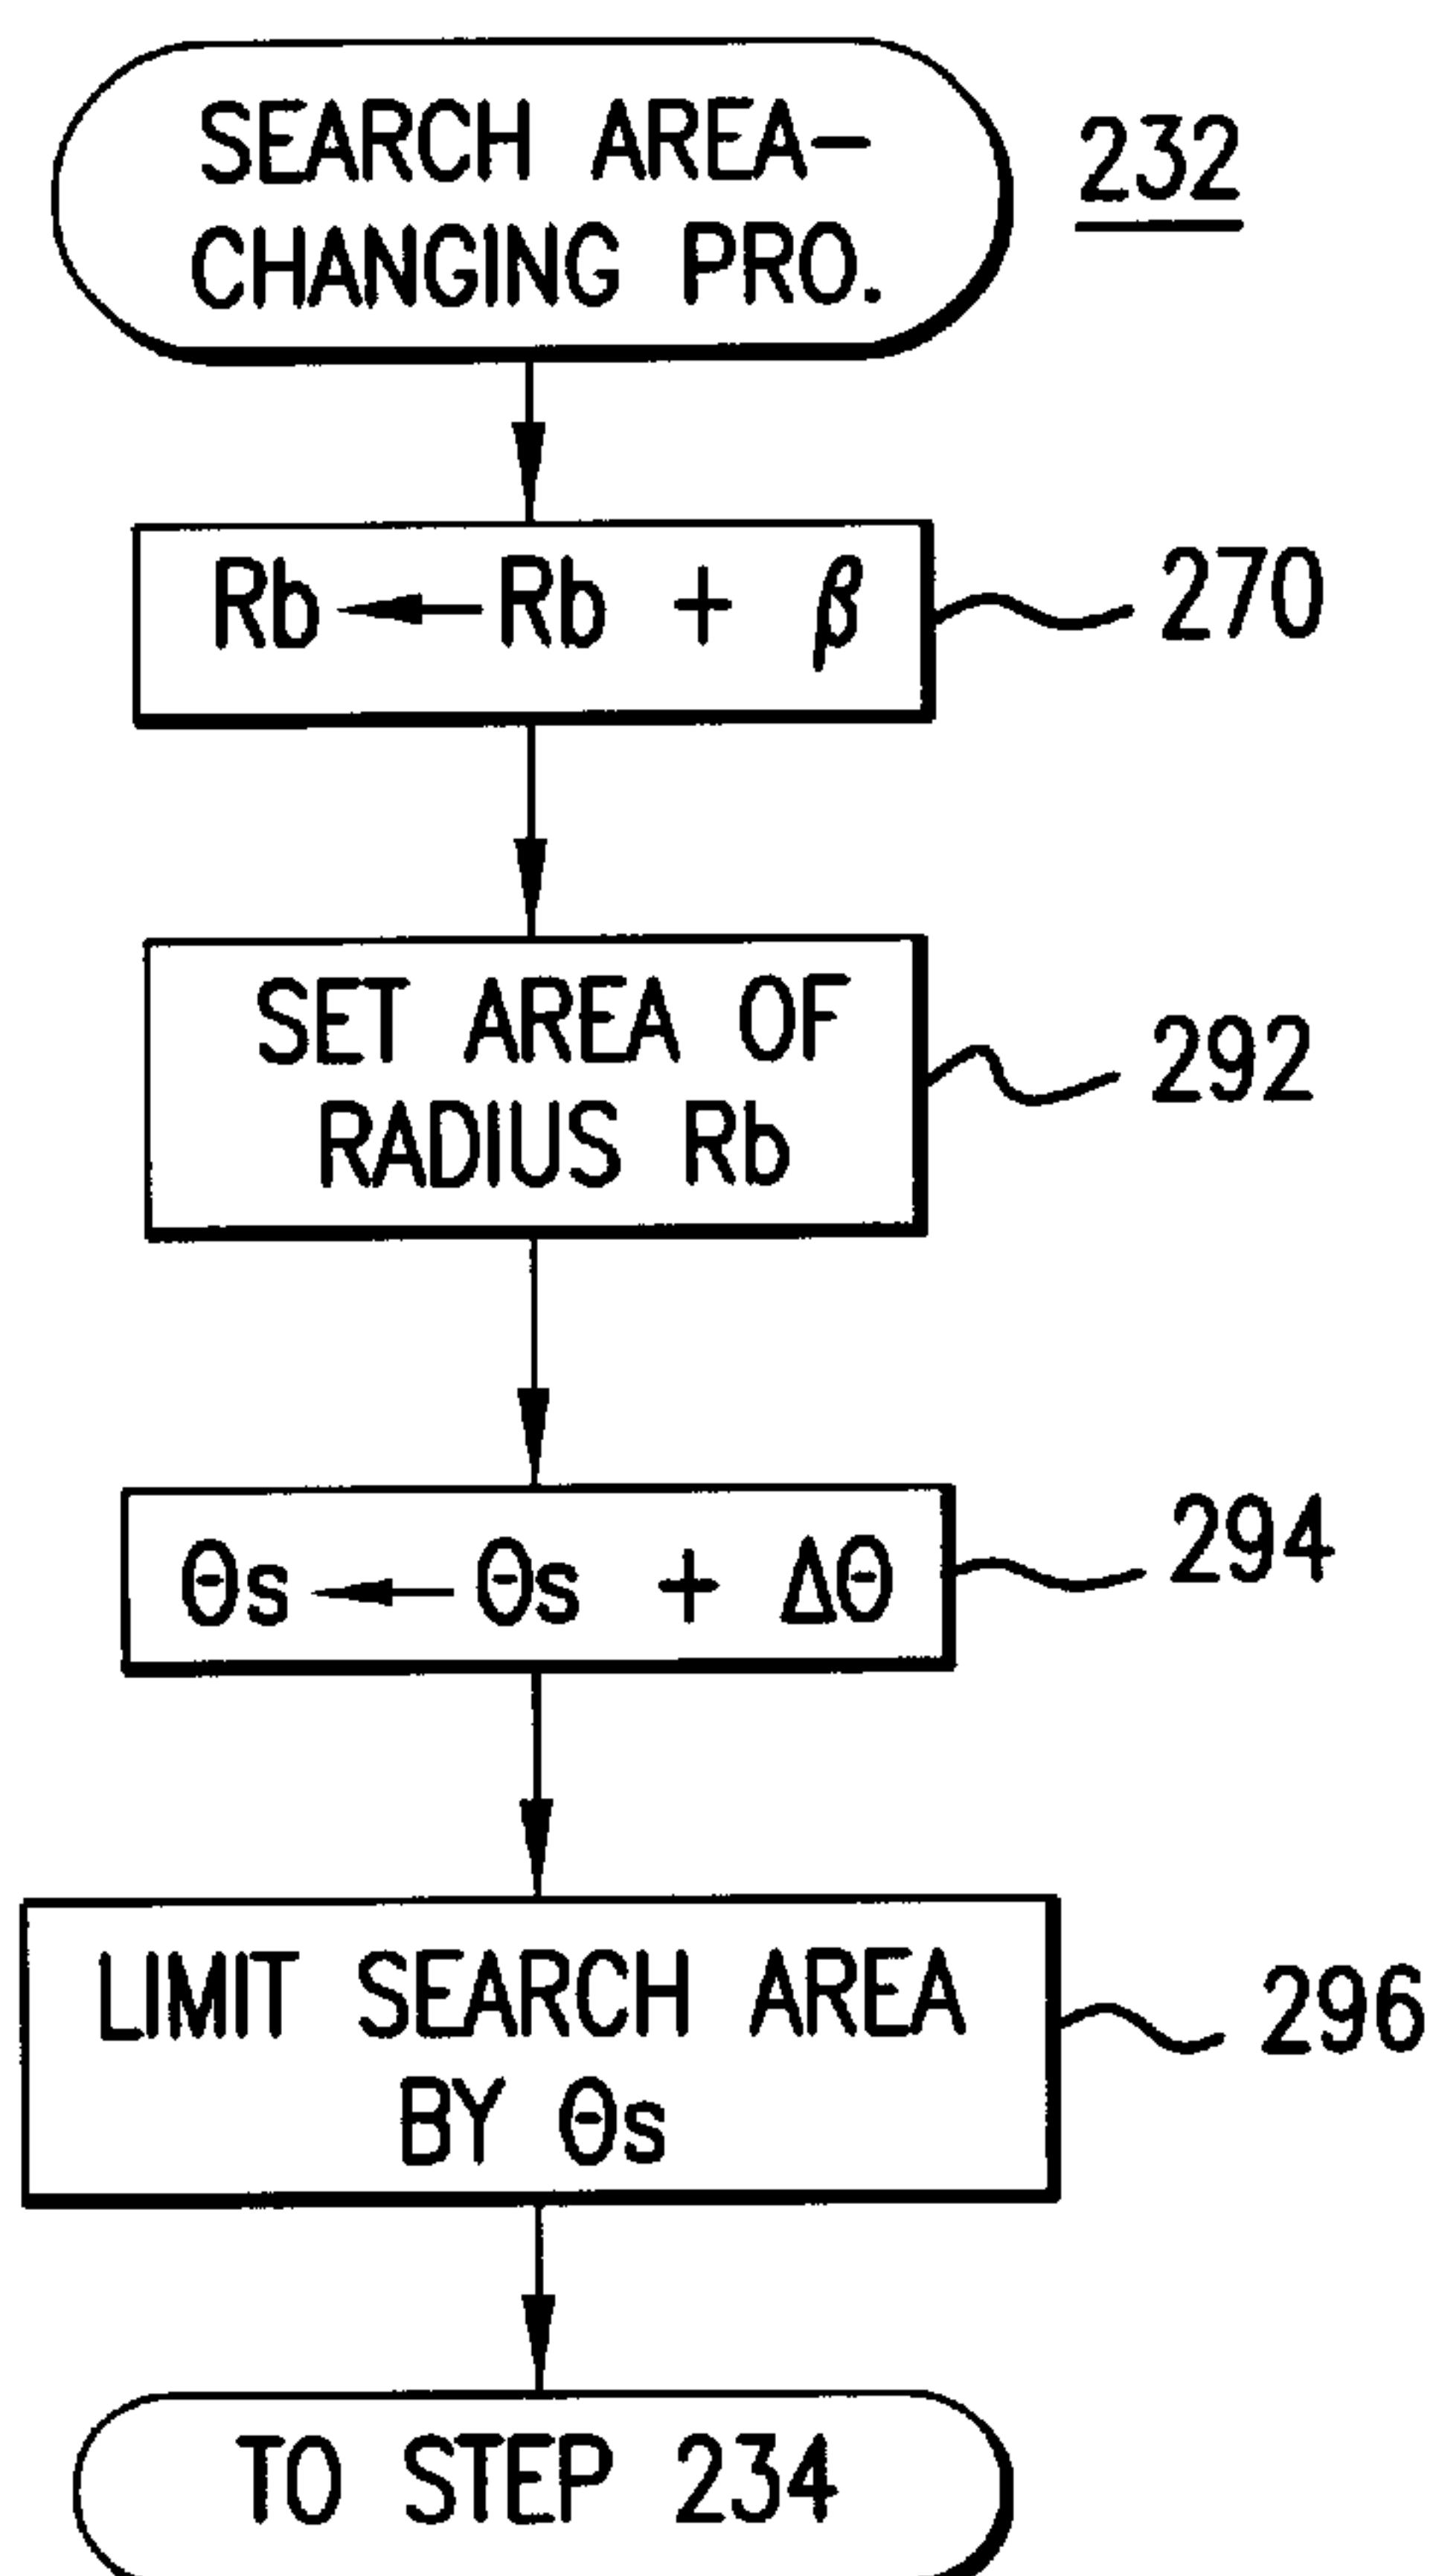 SEARCH AREA-
CHANGING PRO.
232
Rb ← Rb + β
270
SET AREA OF
RADIUS Rb
292
Θs ← Θs + ΔΘ
294
LIMIT SEARCH AREA
BY Θs
296
TO STEP 234